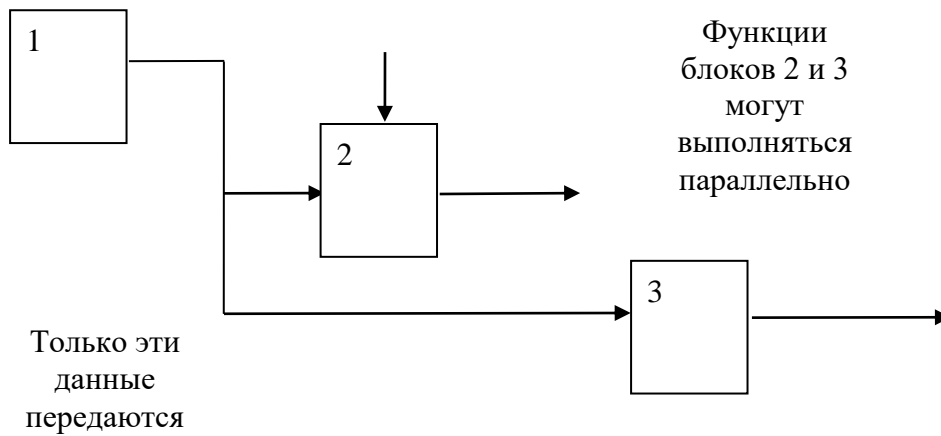 1
Функции
блоков 2 и 3
могут
выполняться
параллельно
2
3
Только эти
данные
передаются